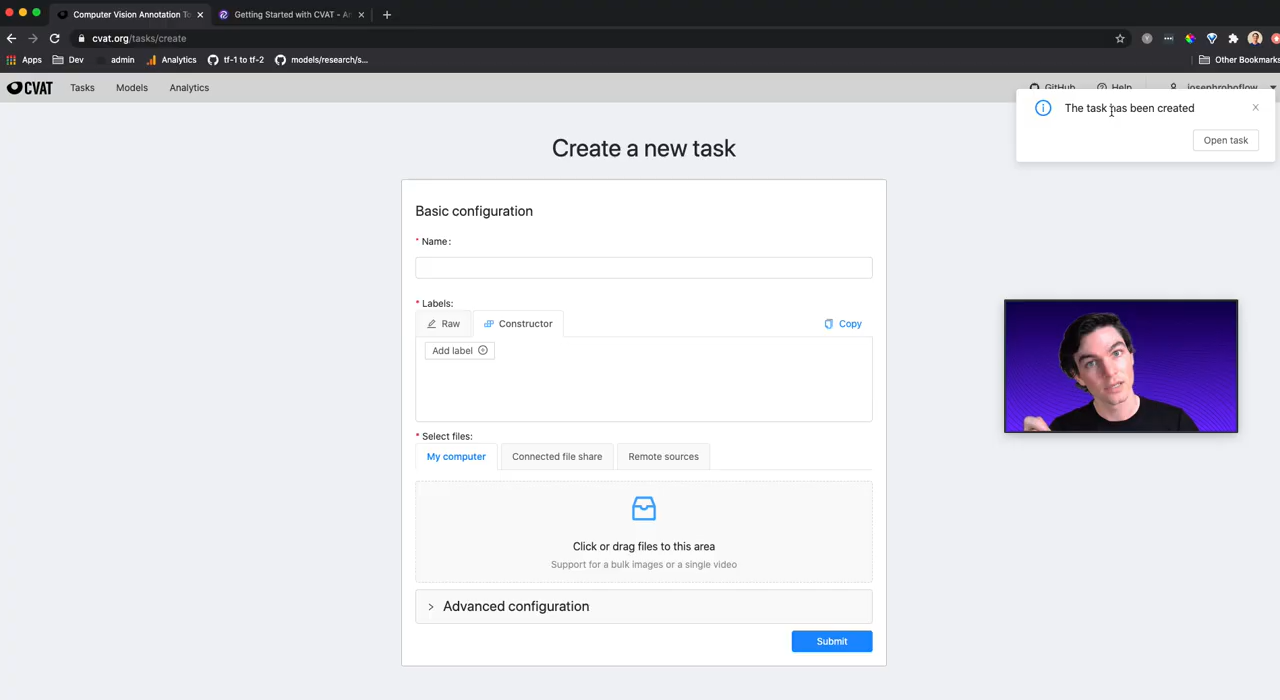 Computer Vision Annotation To
Getting Started with CVAT - A
cvat.org/tasks/create
Apps
Dev
admin
Analytics
tf-1 to tf-2
models/research/s...
Other Bookmarks
CVAT
Tasks
Models
Analytics
GitHub
Help
josephroboflow
The task has been created
Open task
Create a new task
Basic configuration
* Name:
* Labels:
Raw
Constructor
Copy
Add label
* Select files:
My computer
Connected file share
Remote sources
Click or drag files to this area
Support for a bulk images or a single video
Advanced configuration
Submit